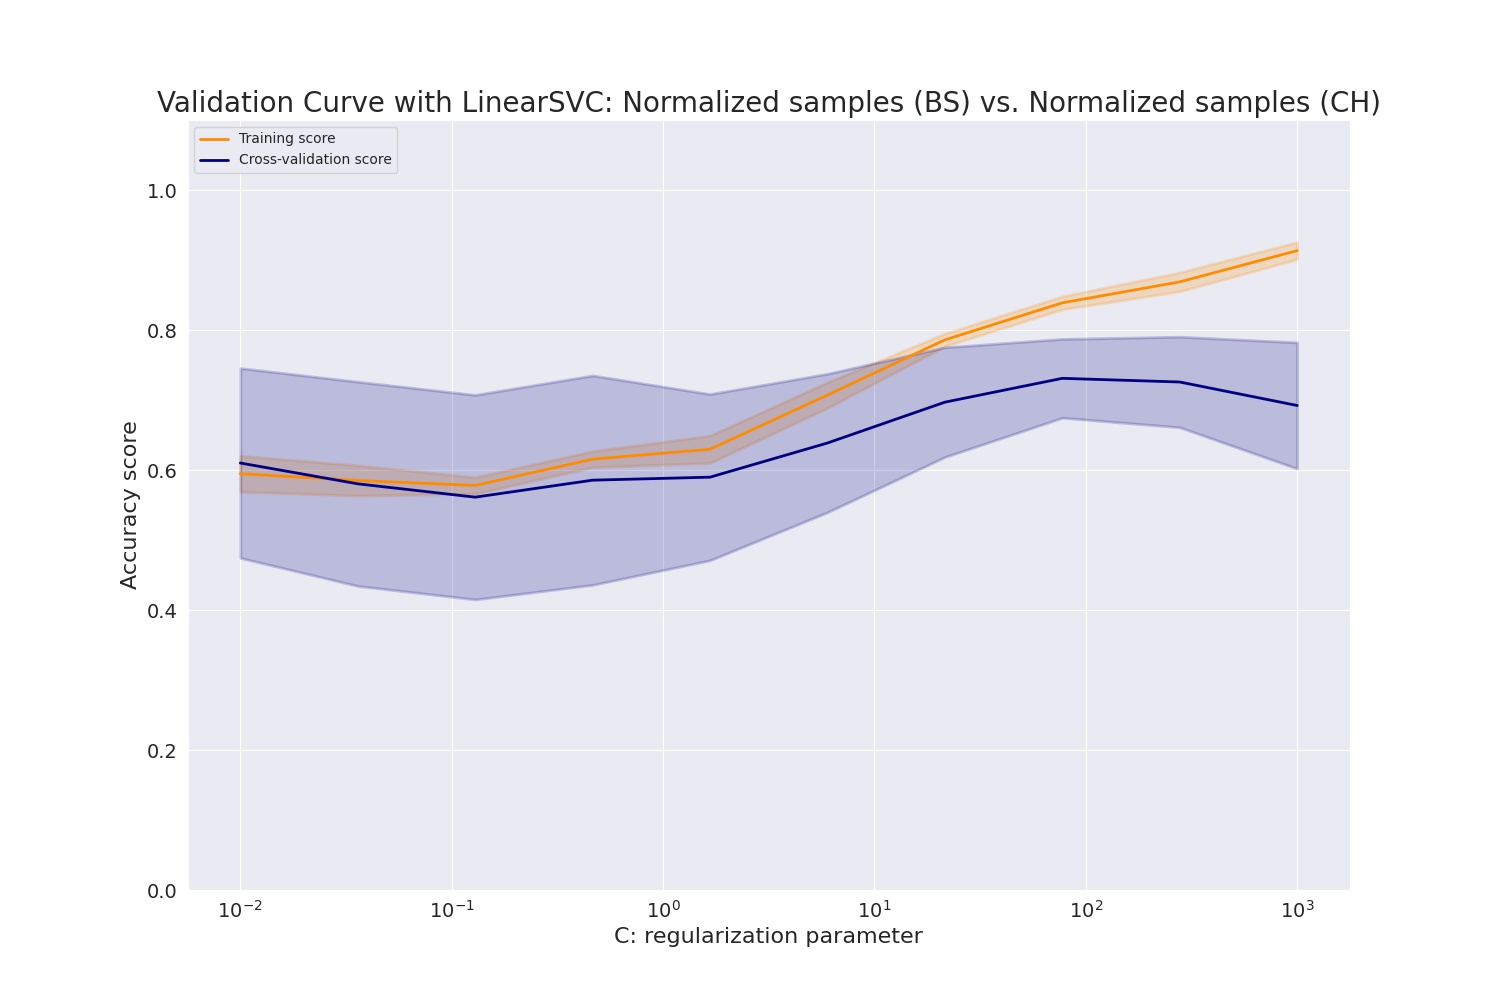 Validation Curve with LinearSVC: Normalized samples (BS) vs. Normalized samples (CH)
Training score
Cross-validation score
1.0
0.8
0.6
0.4
0.2
0.0
Accuracy score
10⁻² 10⁻¹ 10⁰ 10¹ 10² 10³
C: regularization parameter